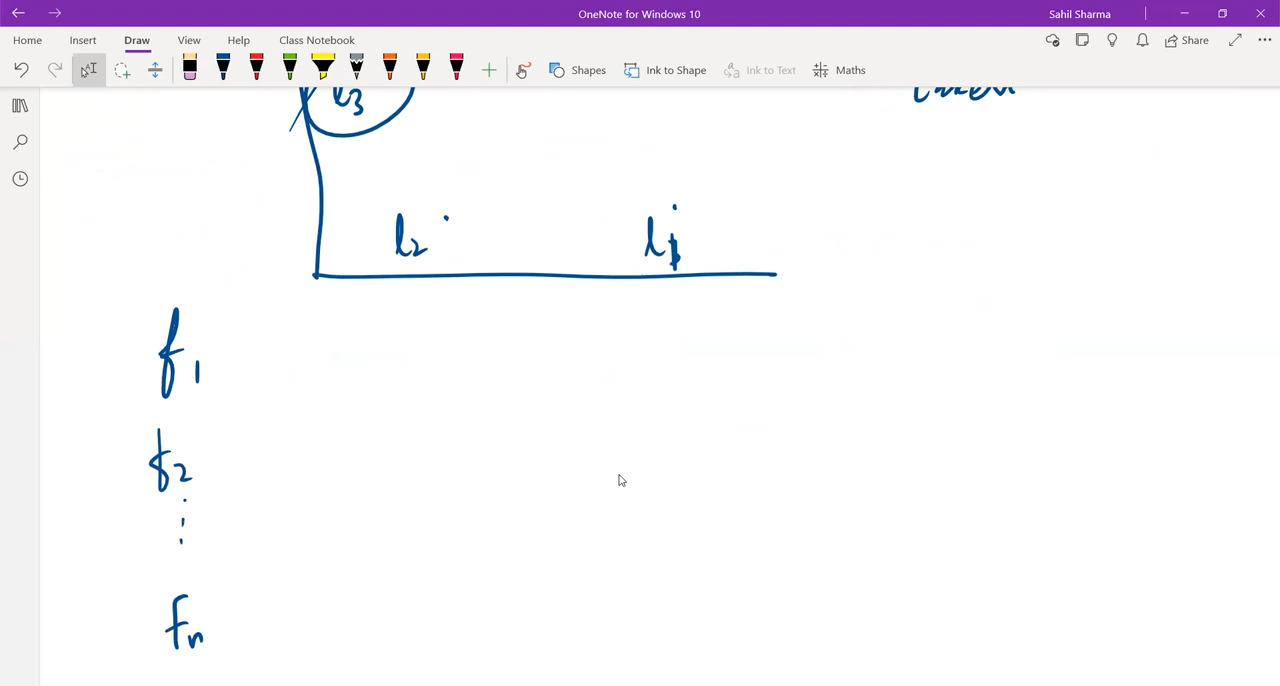 OneNote for Windows 10
Sahil Sharma
Home Insert Draw View Help Class Notebook
Share
Shapes Ink to Shape Ink to Text Maths
l3
l2
f1
f2
⋮
fn